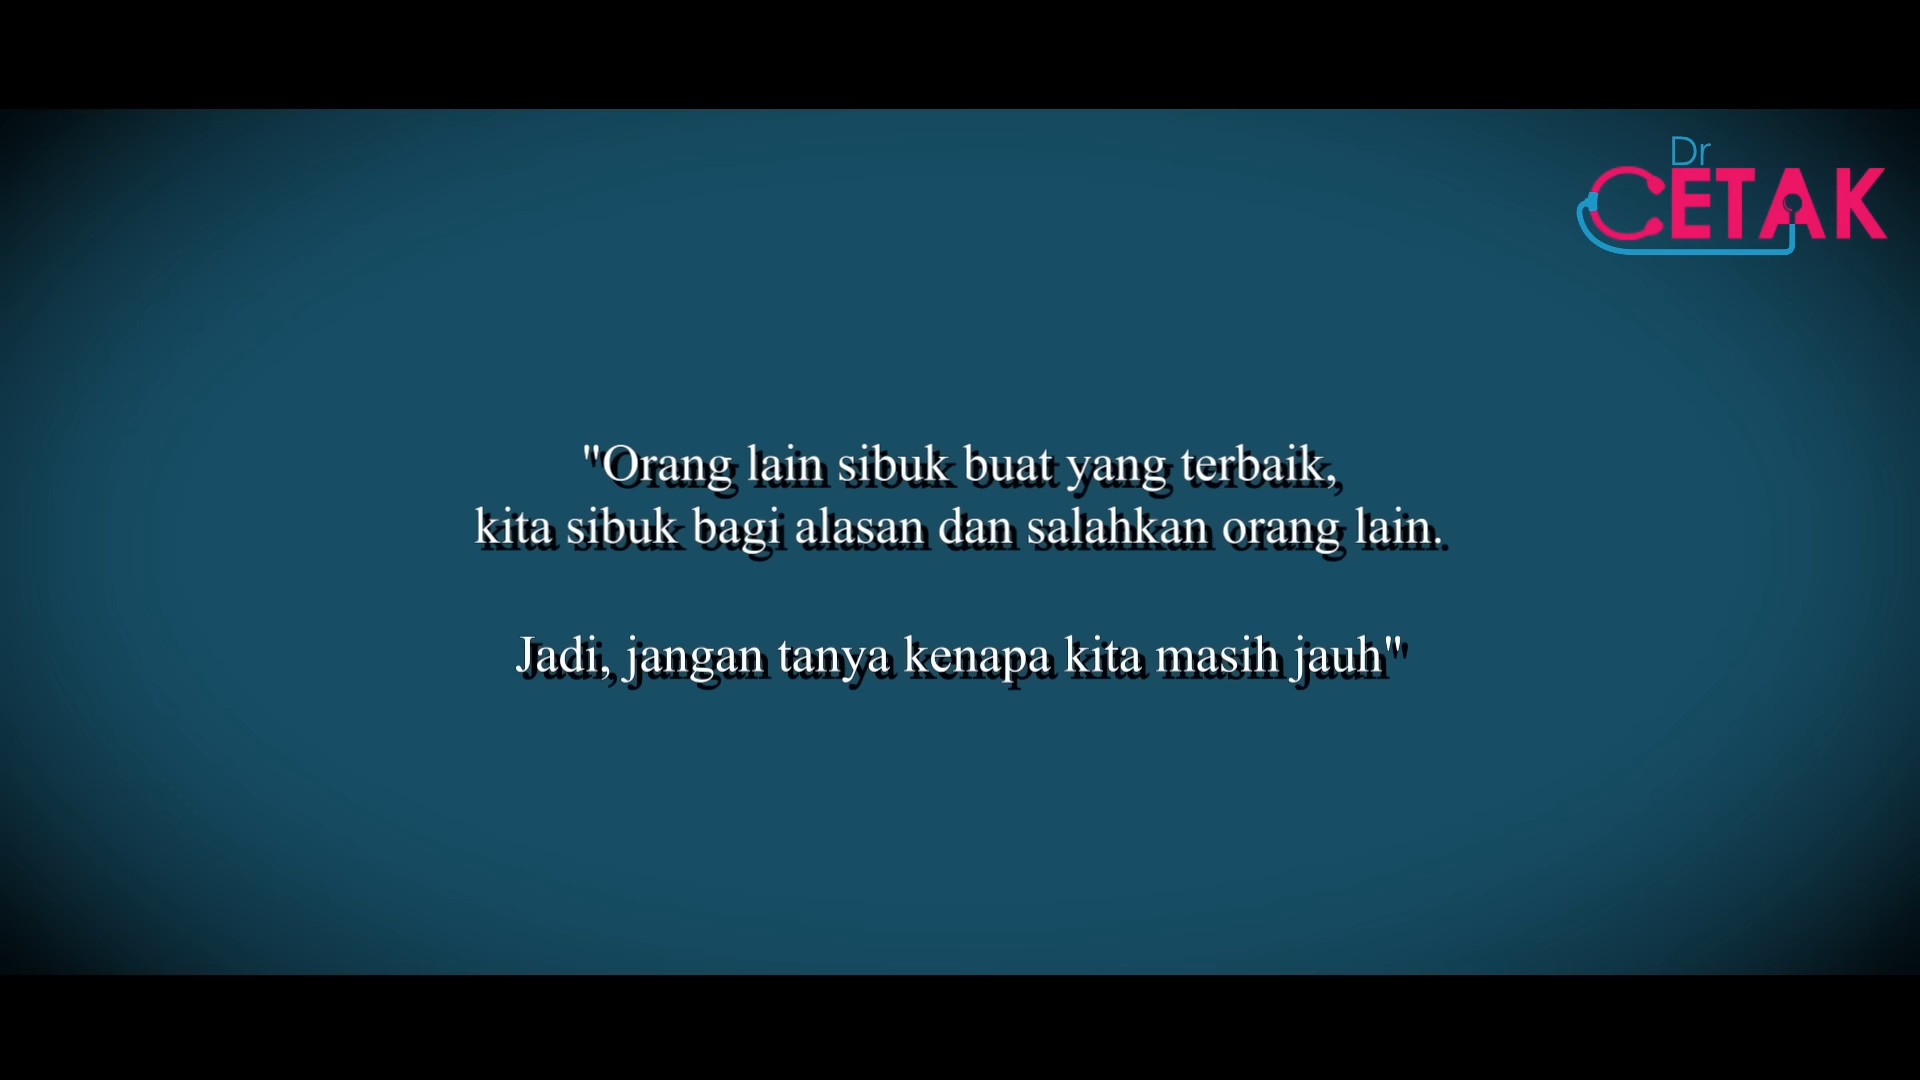 Dr
CETAK
"Orang lain sibuk buat yang terbaik,
kita sibuk bagi alasan dan salahkan orang lain.
Jadi, jangan tanya kenapa kita masih jauh"